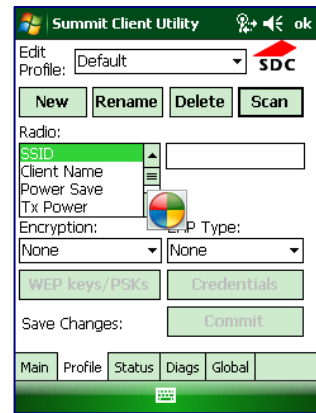 Summit Client Utility ok
Edit
Profile: Default SDC
New Rename Delete Scan
Radio:
SSID
Client Name
Power Save
Tx Power
Encryption: EAP Type:
None None
WEP keys/PSKs Credentials
Save Changes: Commit
Main Profile Status Diags Global